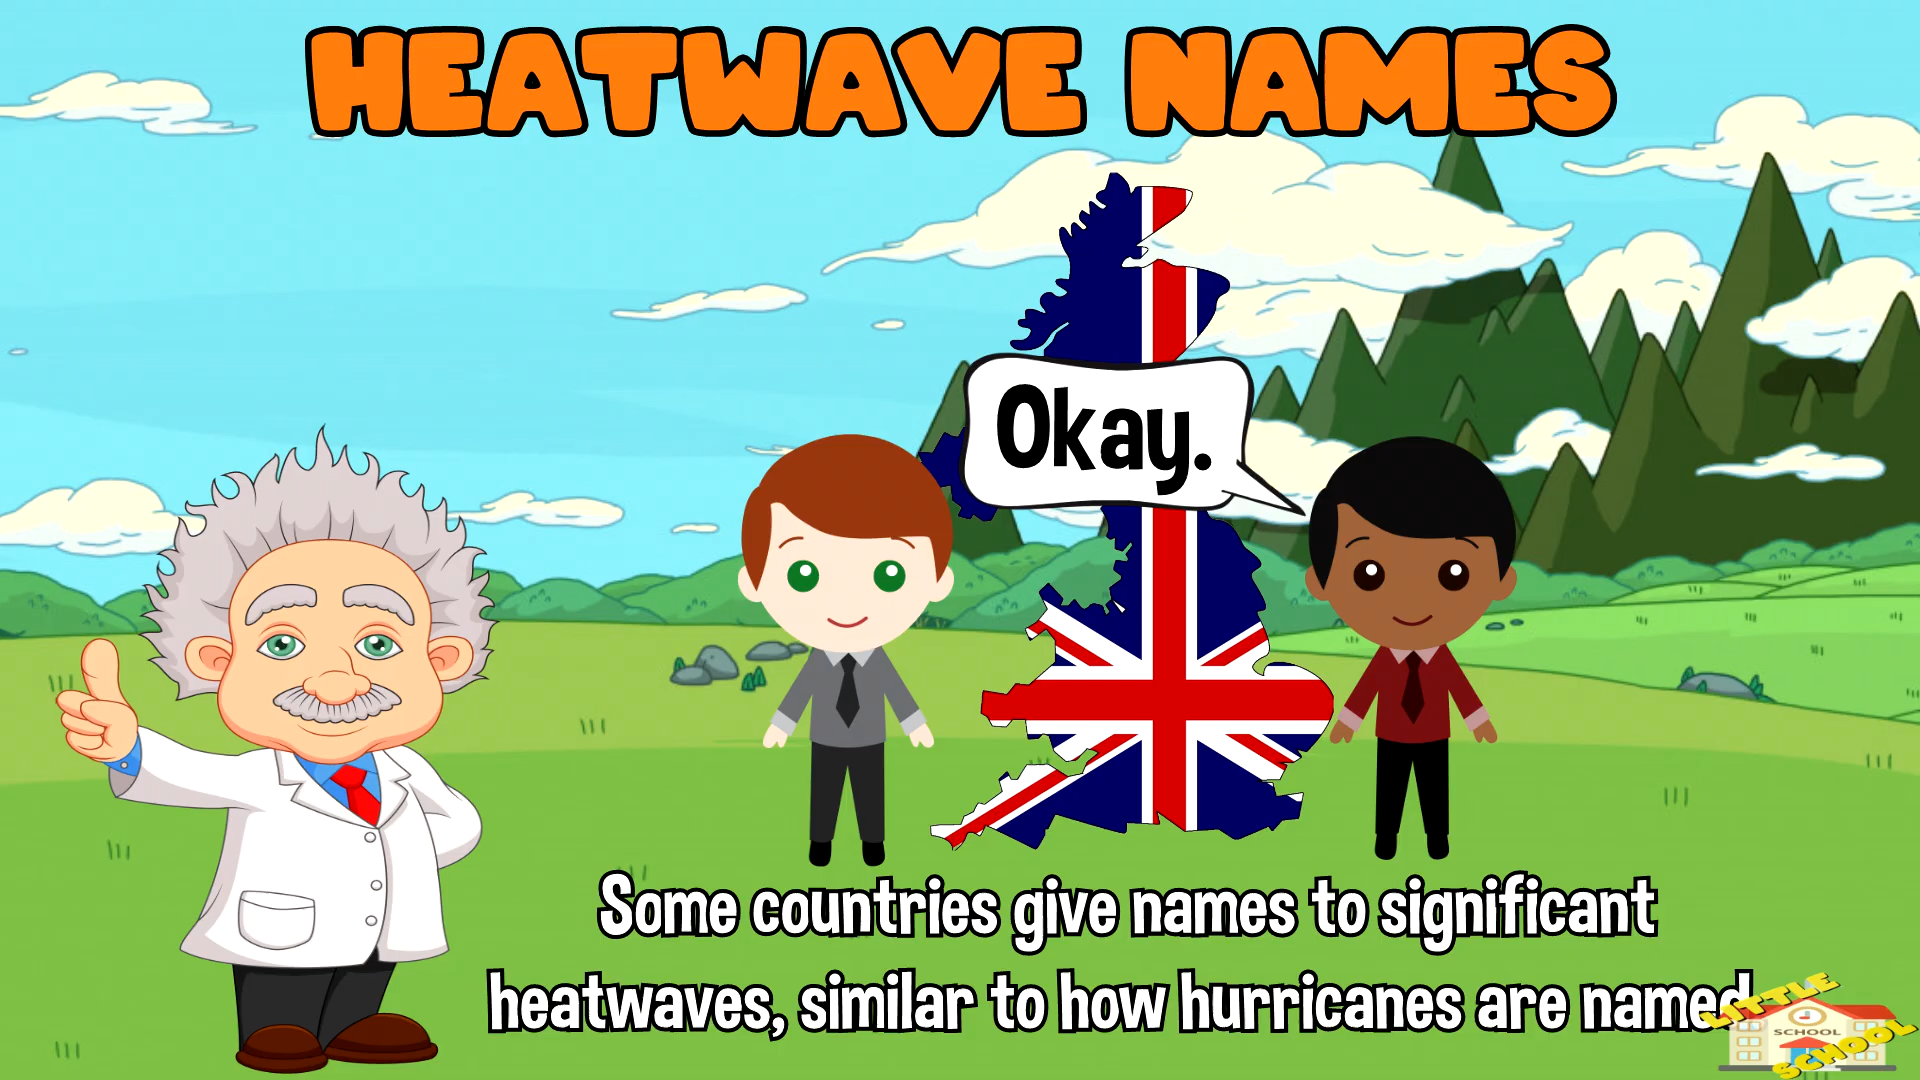 HEATWAVE NAMES
Okay.
Some countries give names to significant
heatwaves, similar to how hurricanes are named
LITTLE
SCHOOL
SCHOOL